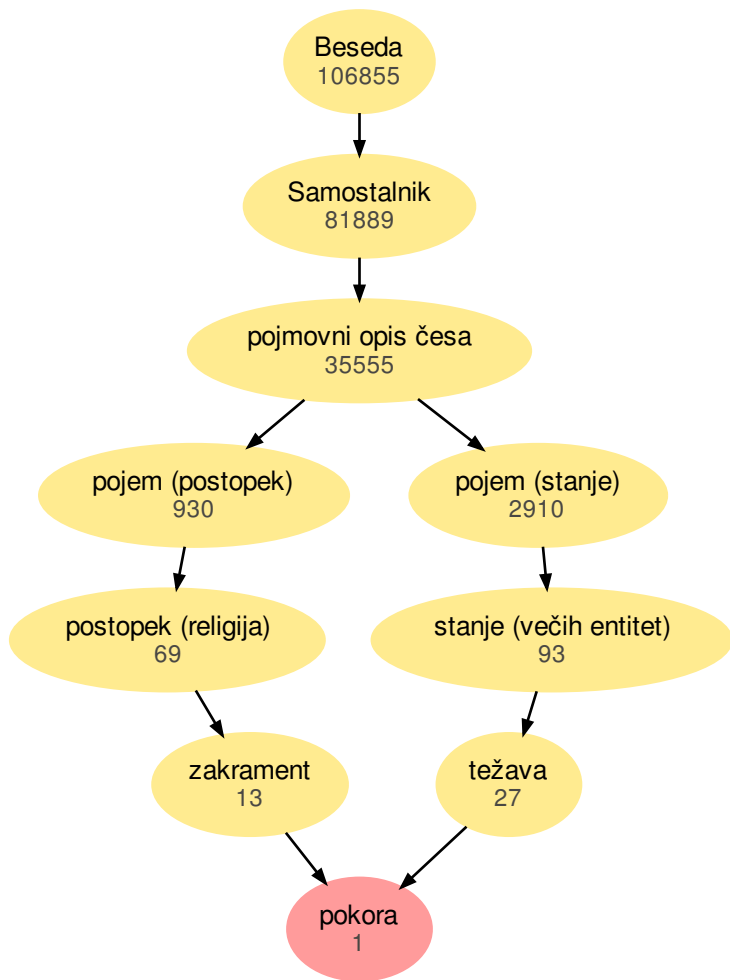 Beseda
106855
Samostalnik
81889
pojmovni opis česa
35555
pojem (postopek)
930
pojem (stanje)
2910
postopek (religija)
69
stanje (večih entitet)
93
zakrament
13
težava
27
pokora
1